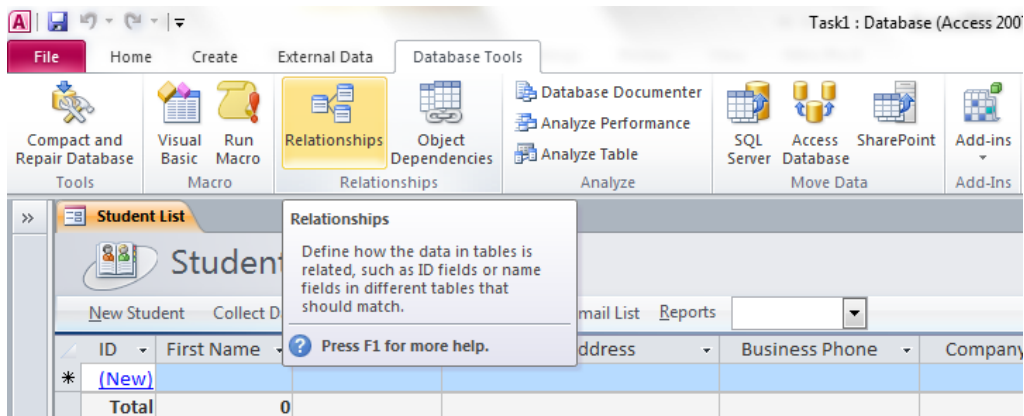 A
Task1 : Database (Access 2007
File Home Create External Data Database Tools
Compact and
Repair Database
Visual
Basic
Run
Macro
Relationships
Object
Dependencies
Database Documenter
Analyze Performance
Analyze Table
SQL
Server
Access
Database
SharePoint
Add-ins
Tools Macro Relationships Analyze Move Data Add-Ins
» Student List
Relationships
Define how the data in tables is
related, such as ID fields or name
fields in different tables that
should match.
? Press F1 for more help.
Student
New Student Collect D mail List Reports
ID First Name ddress Business Phone Company
* (New)
Total 0